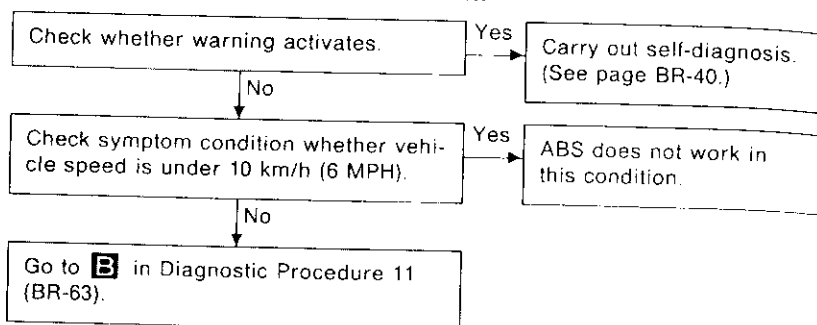 Check whether warning activates.
Yes
Carry out self-diagnosis.
(See page BR-40.)
No
Check symptom condition whether vehi-
cle speed is under 10 km/h (6 MPH).
Yes
ABS does not work in
this condition.
No
Go to B in Diagnostic Procedure 11
(BR-63).